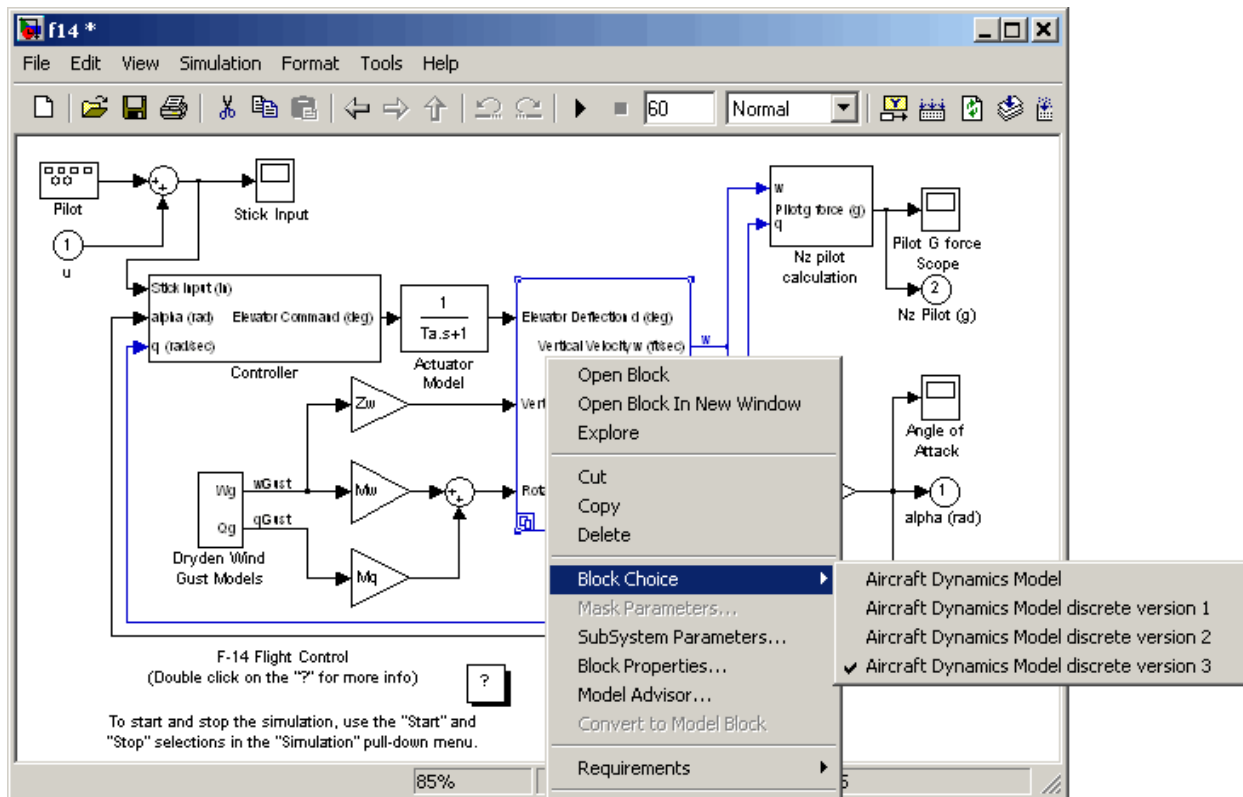 f14 *
File Edit View Simulation Format Tools Help
60 Normal
Pilot
Stick Input
1
u
w
Pilot g force (g)
q
Nz pilot
calculation
Pilot G force
Scope
2
Nz Pilot (g)
Stick Input (in)
alpha (rad) Elevator Command (deg)
q (rad/sec)
Controller
1
Ta.s+1
Actuator
Model
Elevator Deflection d (deg)
Vertical Velocity w (ft/sec)
w
Zw
Mw
Mq
Wg wGust
Qg qGust
Dryden Wind
Gust Models
Angle of
Attack
1
alpha (rad)
Open Block
Open Block In New Window
Explore
Cut
Copy
Delete
Block Choice
Mask Parameters...
SubSystem Parameters...
Block Properties...
Model Advisor...
Convert to Model Block
Requirements
Aircraft Dynamics Model
Aircraft Dynamics Model discrete version 1
Aircraft Dynamics Model discrete version 2
Aircraft Dynamics Model discrete version 3
F-14 Flight Control
(Double click on the "?" for more info)
?
To start and stop the simulation, use the "Start" and
"Stop" selections in the "Simulation" pull-down menu.
85%